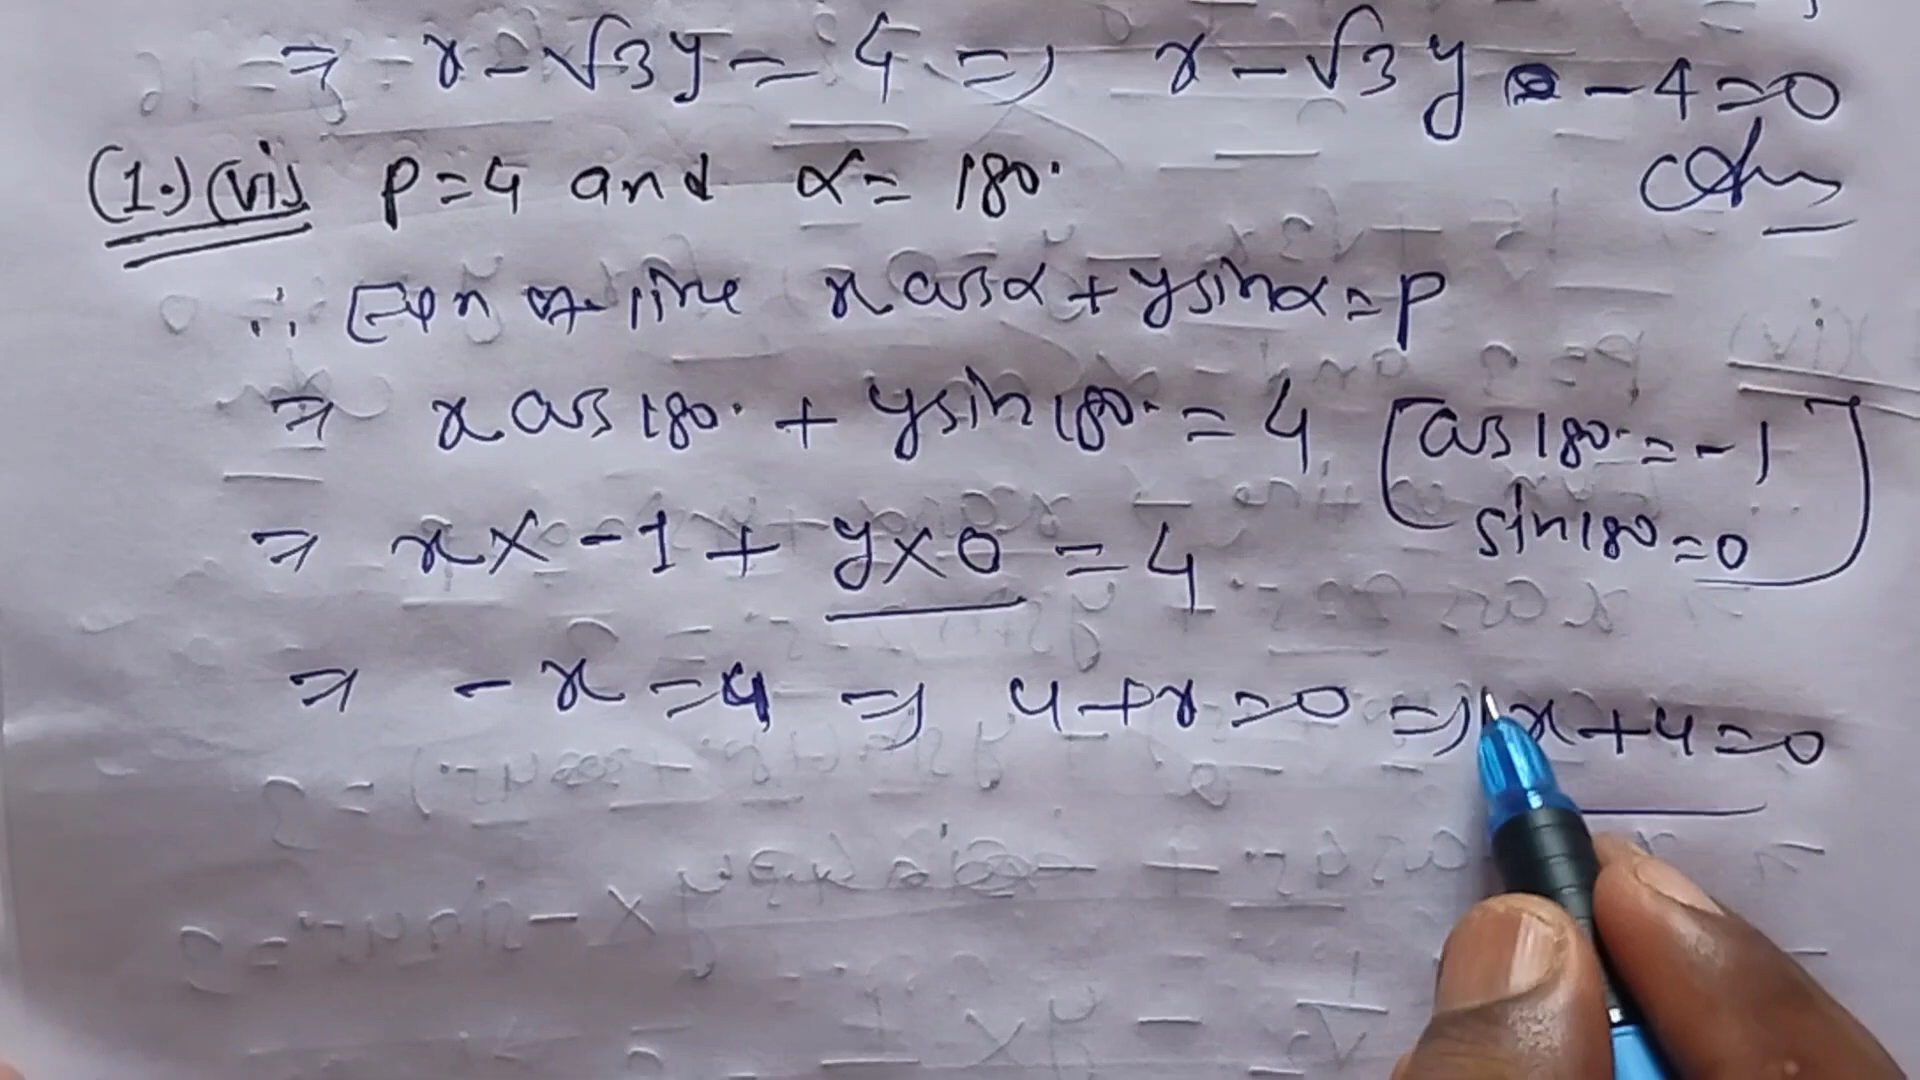 ⇒ x - √3y = 4 ⇒ x - √3y - 4 = 0
Ans
(1.) (vi) p = 4 and α = 180°
∴ Eqn of line x cos α + y sin α = p
⇒ x cos 180° + y sin 180° = 4 [cos 180° = -1
sin 180 = 0]
⇒ x × -1 + y × 0 = 4
⇒ - x = 4 ⇒ 4 + x = 0 ⇒ x + 4 = 0